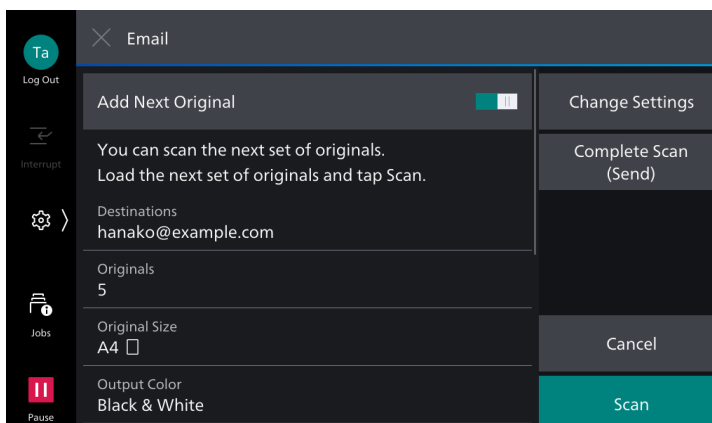 Ta
Log Out
Interrupt
Jobs
Pause
Email
Add Next Original
You can scan the next set of originals.
Load the next set of originals and tap Scan.
Destinations
hanako@example.com
Originals
5
Original Size
A4
Output Color
Black & White
Change Settings
Complete Scan
(Send)
Cancel
Scan